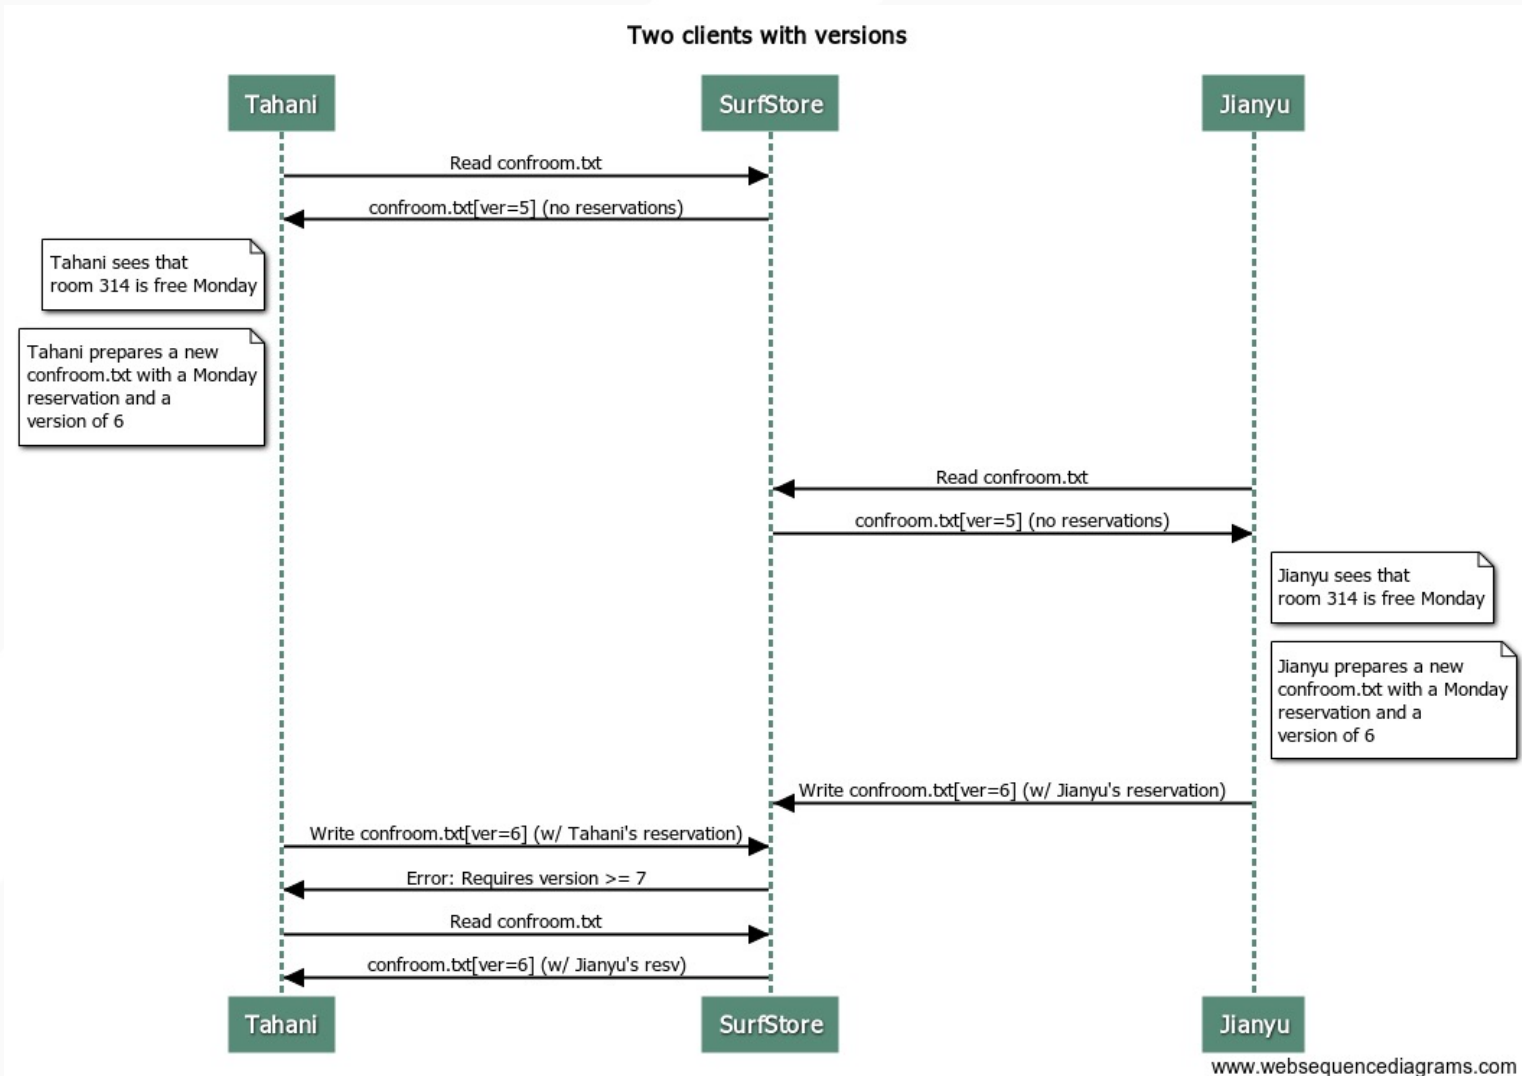 Two clients with versions
Tahani
SurfStore
Jianyu
Read confroom.txt
confroom.txt[ver=5] (no reservations)
Tahani sees that
room 314 is free Monday
Tahani prepares a new
confroom.txt with a Monday
reservation and a
version of 6
Read confroom.txt
confroom.txt[ver=5] (no reservations)
Jianyu sees that
room 314 is free Monday
Jianyu prepares a new
confroom.txt with a Monday
reservation and a
version of 6
Write confroom.txt[ver=6] (w/ Jianyu's reservation)
Write confroom.txt[ver=6] (w/ Tahani's reservation)
Error: Requires version >= 7
Read confroom.txt
confroom.txt[ver=6] (w/ Jianyu's resv)
Tahani
SurfStore
Jianyu
www.websequencediagrams.com